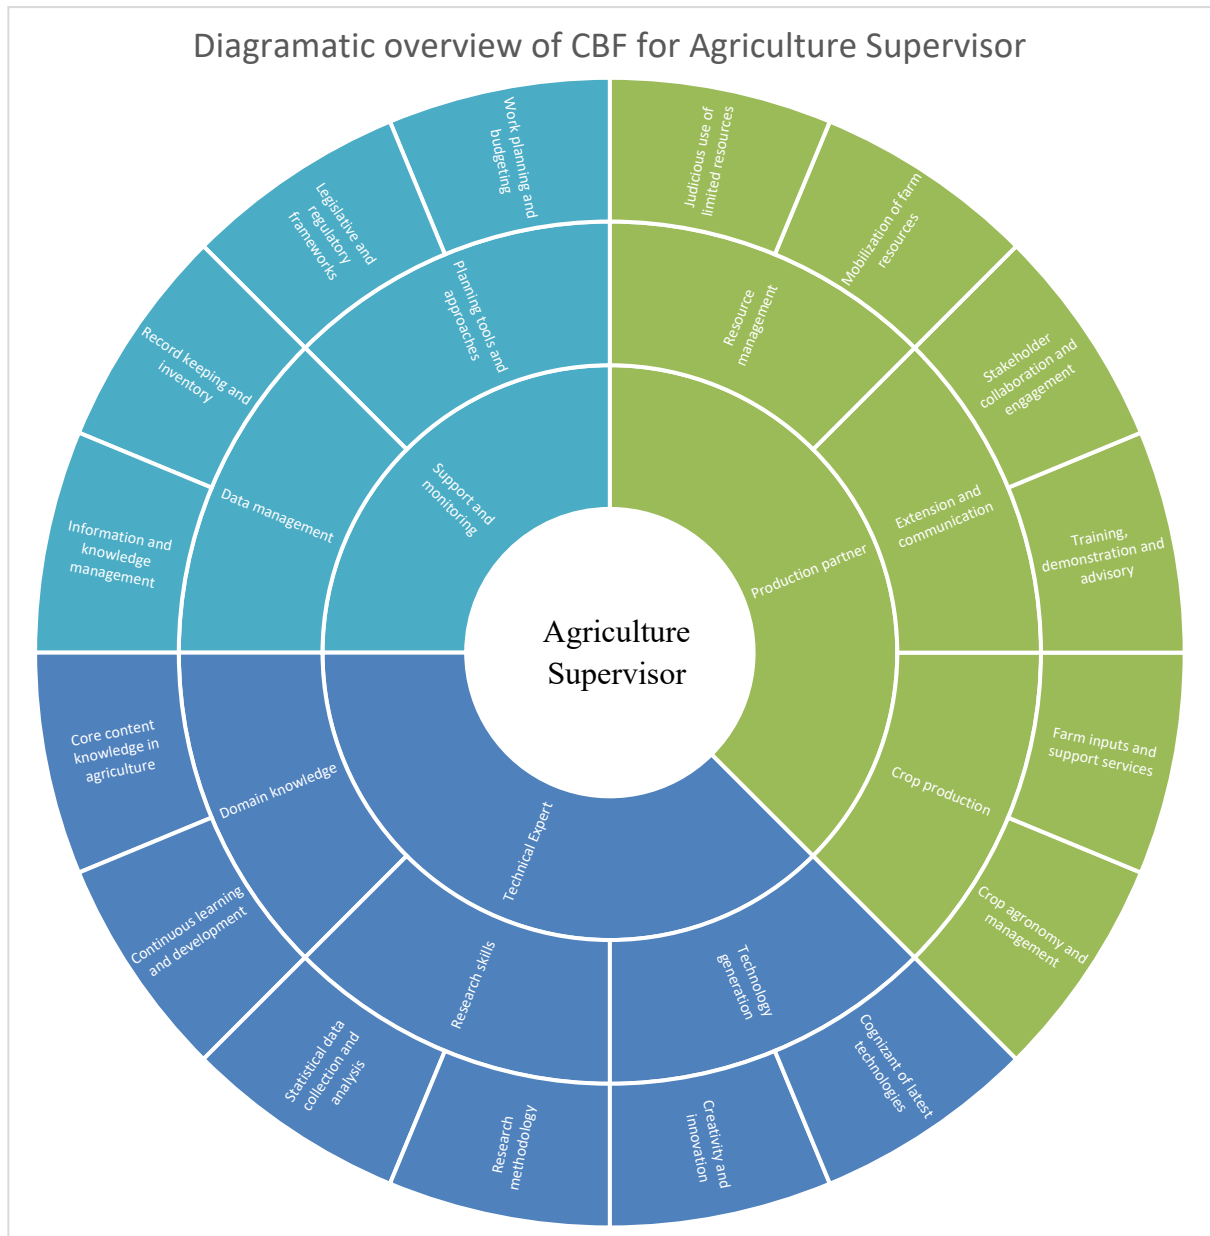 Diagramatic overview of CBF for Agriculture Supervisor
Work planning and
budgeting
Judicious use of
limited resources
Legislative and
regulatory
frameworks
Mobilization of farm
resources
Planning tools and
approaches
Resource
management
Record keeping and
inventory
Stakeholder
collaboration and
engagement
Support and
monitoring
Data management
Extension and
communication
Information and
knowledge
management
Training,
demonstration and
advisory
Production partner
Agriculture
Supervisor
Core content
knowledge in
agriculture
Farm inputs and
support services
Domain knowledge
Crop production
Technical Expert
Continuous learning
and development
Crop agronomy and
management
Research skills
Technology
generation
Statistical data
collection and
analysis
Cognizant of latest
technologies
Research
methodology
Creativity and
innovation